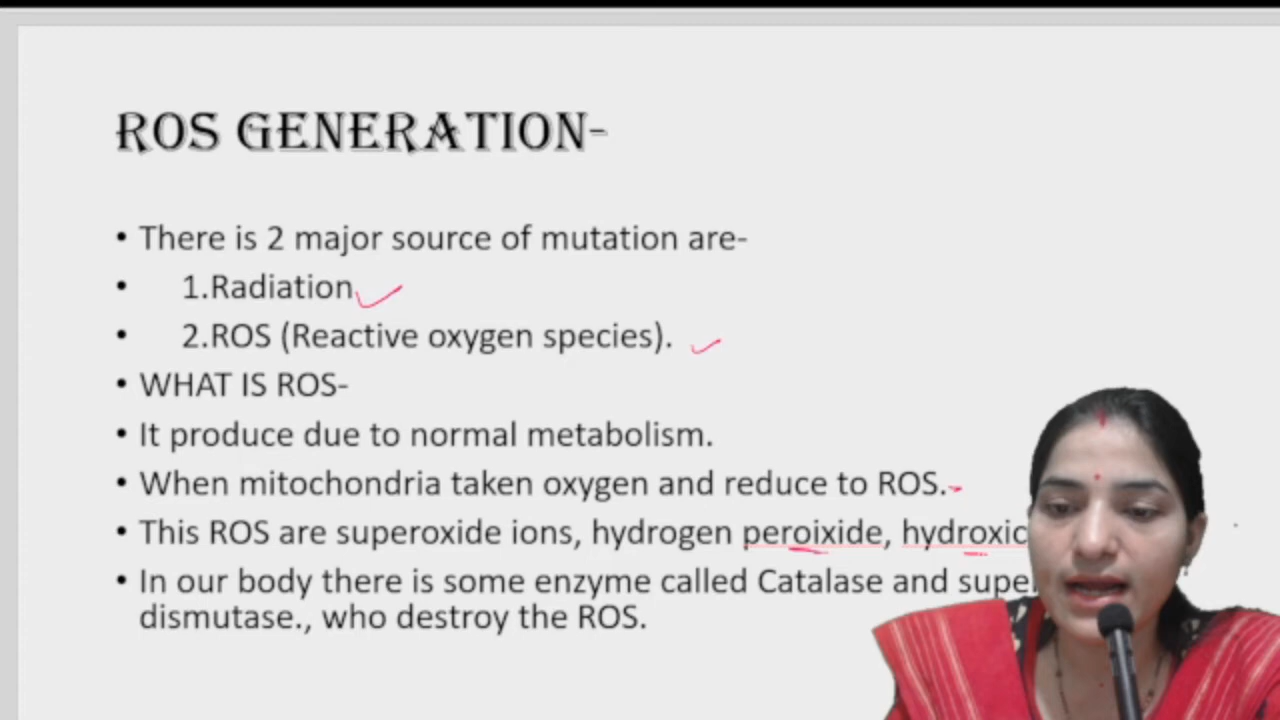 ROS GENERATION-
• There is 2 major source of mutation are-
• 1.Radiation
• 2.ROS (Reactive oxygen species).
• WHAT IS ROS-
• It produce due to normal metabolism.
• When mitochondria taken oxygen and reduce to ROS.
• This ROS are superoxide ions, hydrogen peroixide,
• In our body there is some enzyme called Catalase and
dismutase., who destroy the ROS.